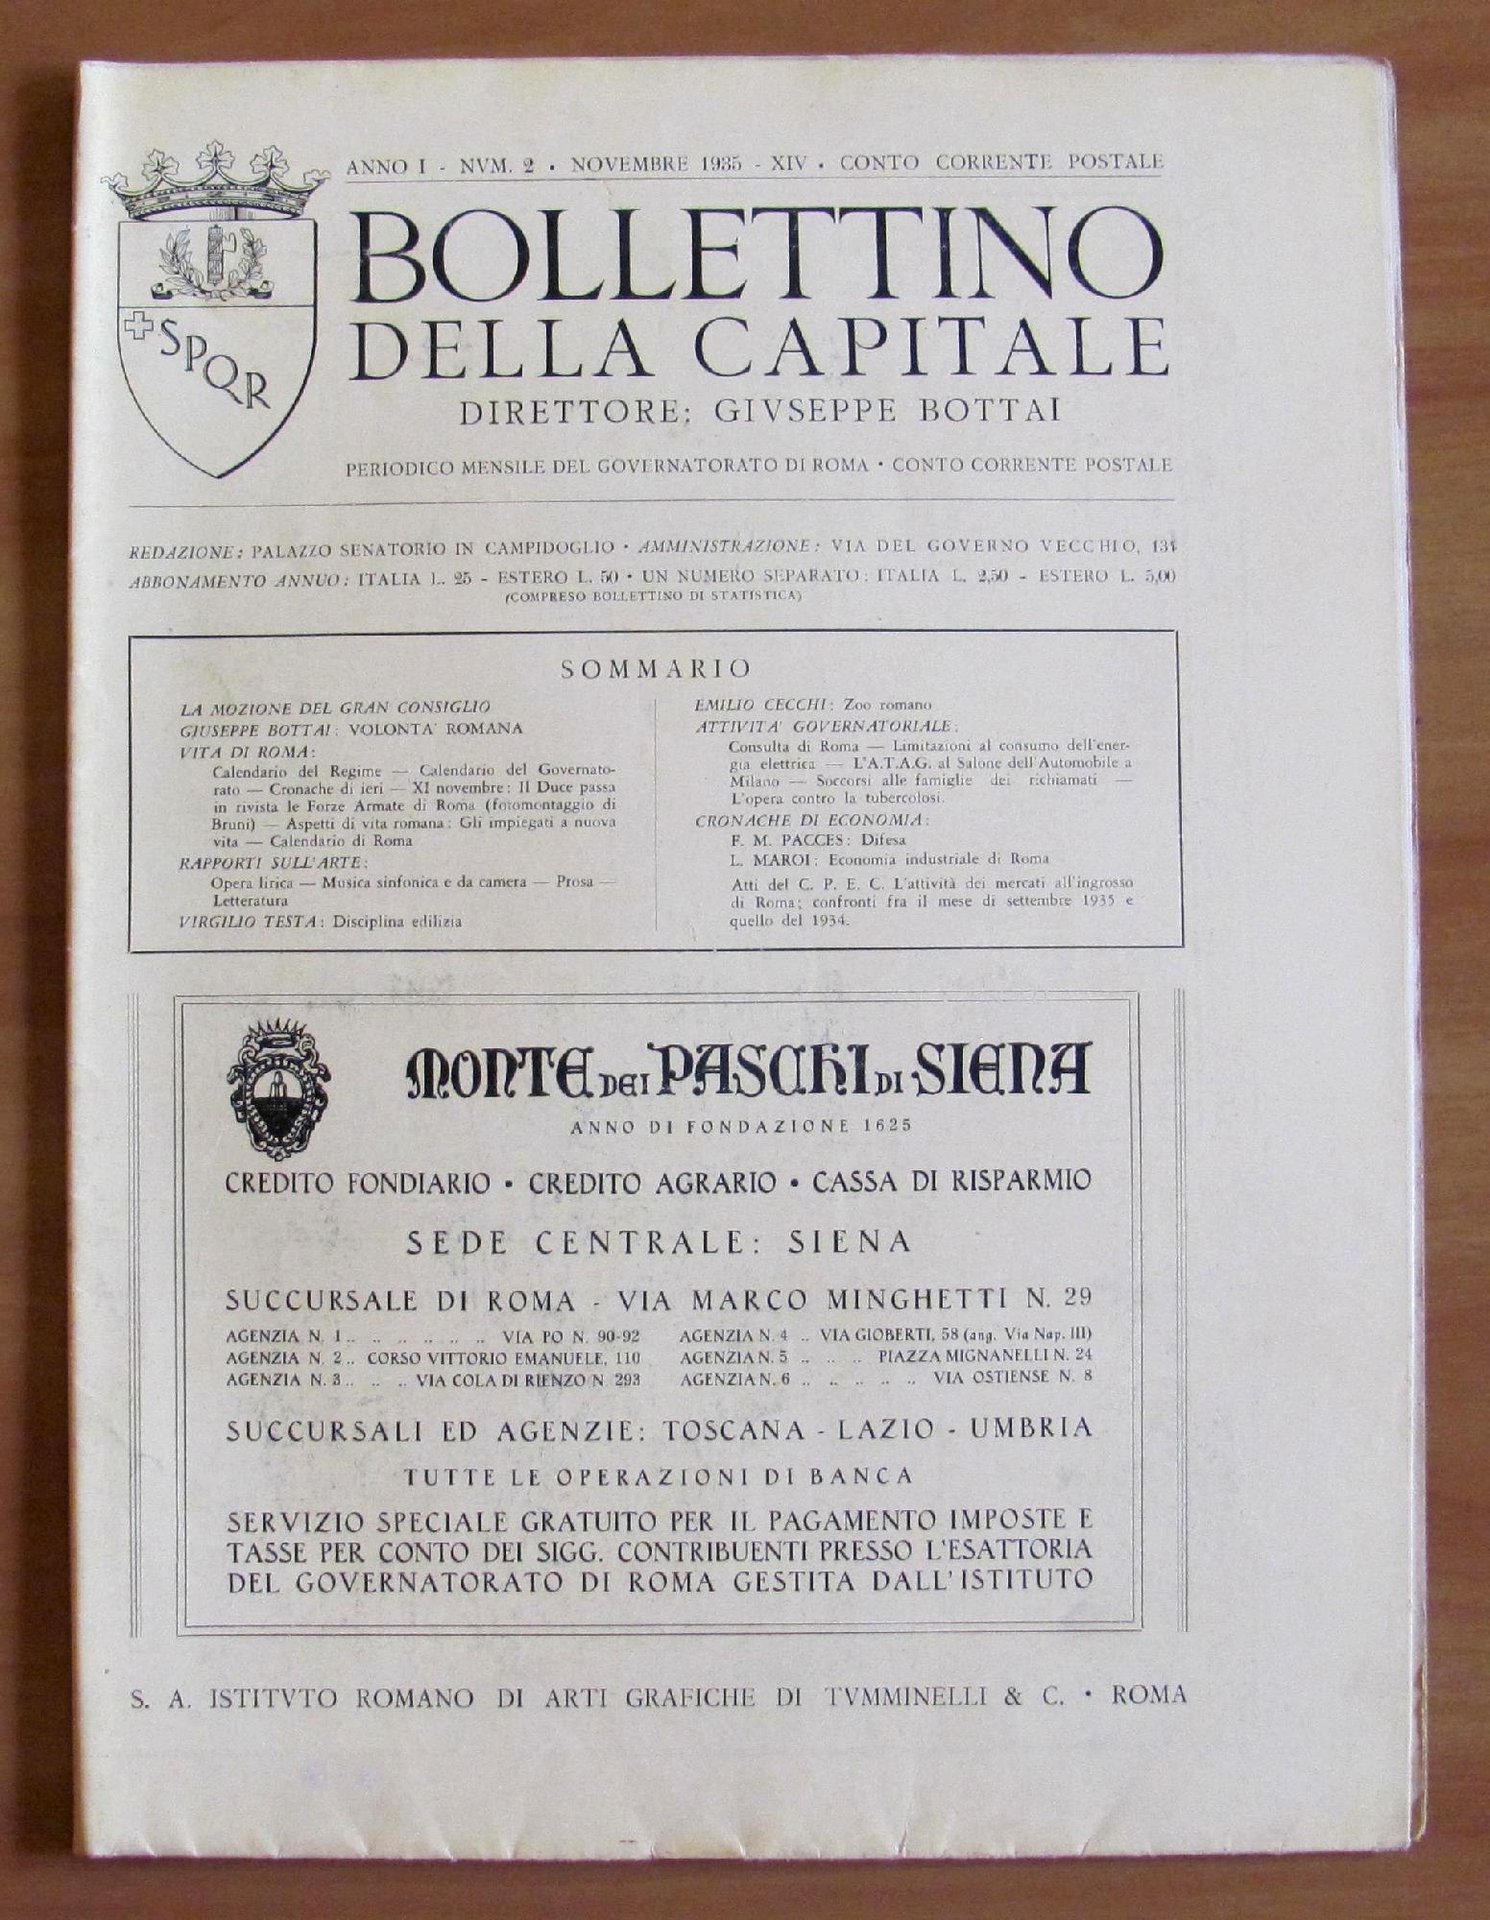 ANNO I - NVM. 2 • NOVEMBRE 1935 - XIV • CONTO CORRENTE POSTALE
BOLLETTINO
DELLA CAPITALE
DIRETTORE: GIVSEPPE BOTTAI
PERIODICO MENSILE DEL GOVERNATORATO DI ROMA • CONTO CORRENTE POSTALE
SPQR
REDAZIONE: PALAZZO SENATORIO IN CAMPIDOGLIO • AMMINISTRAZIONE: VIA DEL GOVERNO VECCHIO, 131
ABBONAMENTO ANNUO: ITALIA L. 25 - ESTERO L. 50 • UN NUMERO SEPARATO: ITALIA L. 2,50 - ESTERO L. 5,00
(COMPRESO BOLLETTINO DI STATISTICA)
SOMMARIO
LA MOZIONE DEL GRAN CONSIGLIO
GIUSEPPE BOTTAI: VOLONTA' ROMANA
VITA DI ROMA:
Calendario del Regime — Calendario del Governato-
rato — Cronache di ieri — XI novembre: Il Duce passa
in rivista le Forze Armate di Roma (fotomontaggio di
Bruni) — Aspetti di vita romana: Gli impiegati a nuova
vita — Calendario di Roma
RAPPORTI SULL'ARTE:
Opera lirica — Musica sinfonica e da camera — Prosa —
Letteratura
VIRGILIO TESTA: Disciplina edilizia
EMILIO CECCHI: Zoo romano
ATTIVITA' GOVERNATORIALE:
Consulta di Roma — Limitazioni al consumo dell'ener-
gia elettrica — L'A.T.A.G. al Salone dell'Automobile a
Milano — Soccorsi alle famiglie dei richiamati —
L'opera contro la tubercolosi.
CRONACHE DI ECONOMIA:
F. M. PACCES: Difesa
L. MAROI: Economia industriale di Roma
Atti del C. P. E. C. L'attività dei mercati all'ingrosso
di Roma; confronti fra il mese di settembre 1935 e
quello del 1934.
MONTE DEI PASCHI DI SIENA
ANNO DI FONDAZIONE 1625
CREDITO FONDIARIO • CREDITO AGRARIO • CASSA DI RISPARMIO
SEDE CENTRALE: SIENA
SUCCURSALE DI ROMA - VIA MARCO MINGHETTI N. 29
AGENZIA N. 1 .. .. .. .. .. .. VIA PO N. 90-92
AGENZIA N. 2 .. CORSO VITTORIO EMANUELE, 110
AGENZIA N. 3 .. .. .. VIA COLA DI RIENZO N 293
AGENZIA N. 4 .. VIA GIOBERTI, 58 (ang. Via Nap. III)
AGENZIA N. 5 .. .. .. PIAZZA MIGNANELLI N. 24
AGENZIA N. 6 .. .. .. .. .. VIA OSTIENSE N. 8
SUCCURSALI ED AGENZIE: TOSCANA - LAZIO - UMBRIA
TUTTE LE OPERAZIONI DI BANCA
SERVIZIO SPECIALE GRATUITO PER IL PAGAMENTO IMPOSTE E
TASSE PER CONTO DEI SIGG. CONTRIBUENTI PRESSO L'ESATTORIA
DEL GOVERNATORATO DI ROMA GESTITA DALL'ISTITUTO
S. A. ISTITVTO ROMANO DI ARTI GRAFICHE DI TVMMINELLI & C. • ROMA